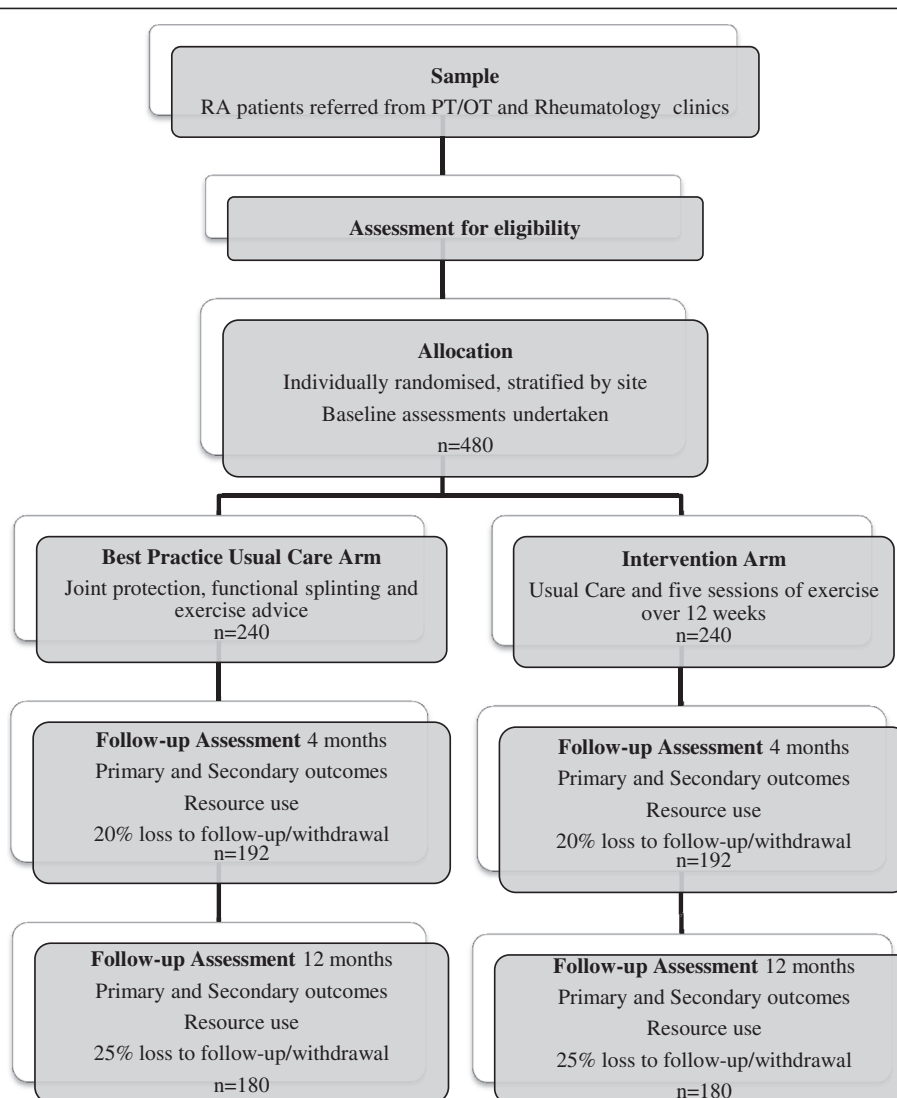 Sample
RA patients referred from PT/OT and Rheumatology clinics
Assessment for eligibility
Allocation
Individually randomised, stratified by site
Baseline assessments undertaken
n=480
Best Practice Usual Care Arm
Joint protection, functional splinting and
exercise advice
n=240
Intervention Arm
Usual Care and five sessions of exercise
over 12 weeks
n=240
Follow-up Assessment 4 months
Primary and Secondary outcomes
Resource use
20% loss to follow-up/withdrawal
n=192
Follow-up Assessment 4 months
Primary and Secondary outcomes
Resource use
20% loss to follow-up/withdrawal
n=192
Follow-up Assessment 12 months
Primary and Secondary outcomes
Resource use
25% loss to follow-up/withdrawal
n=180
Follow-up Assessment 12 months
Primary and Secondary outcomes
Resource use
25% loss to follow-up/withdrawal
n=180